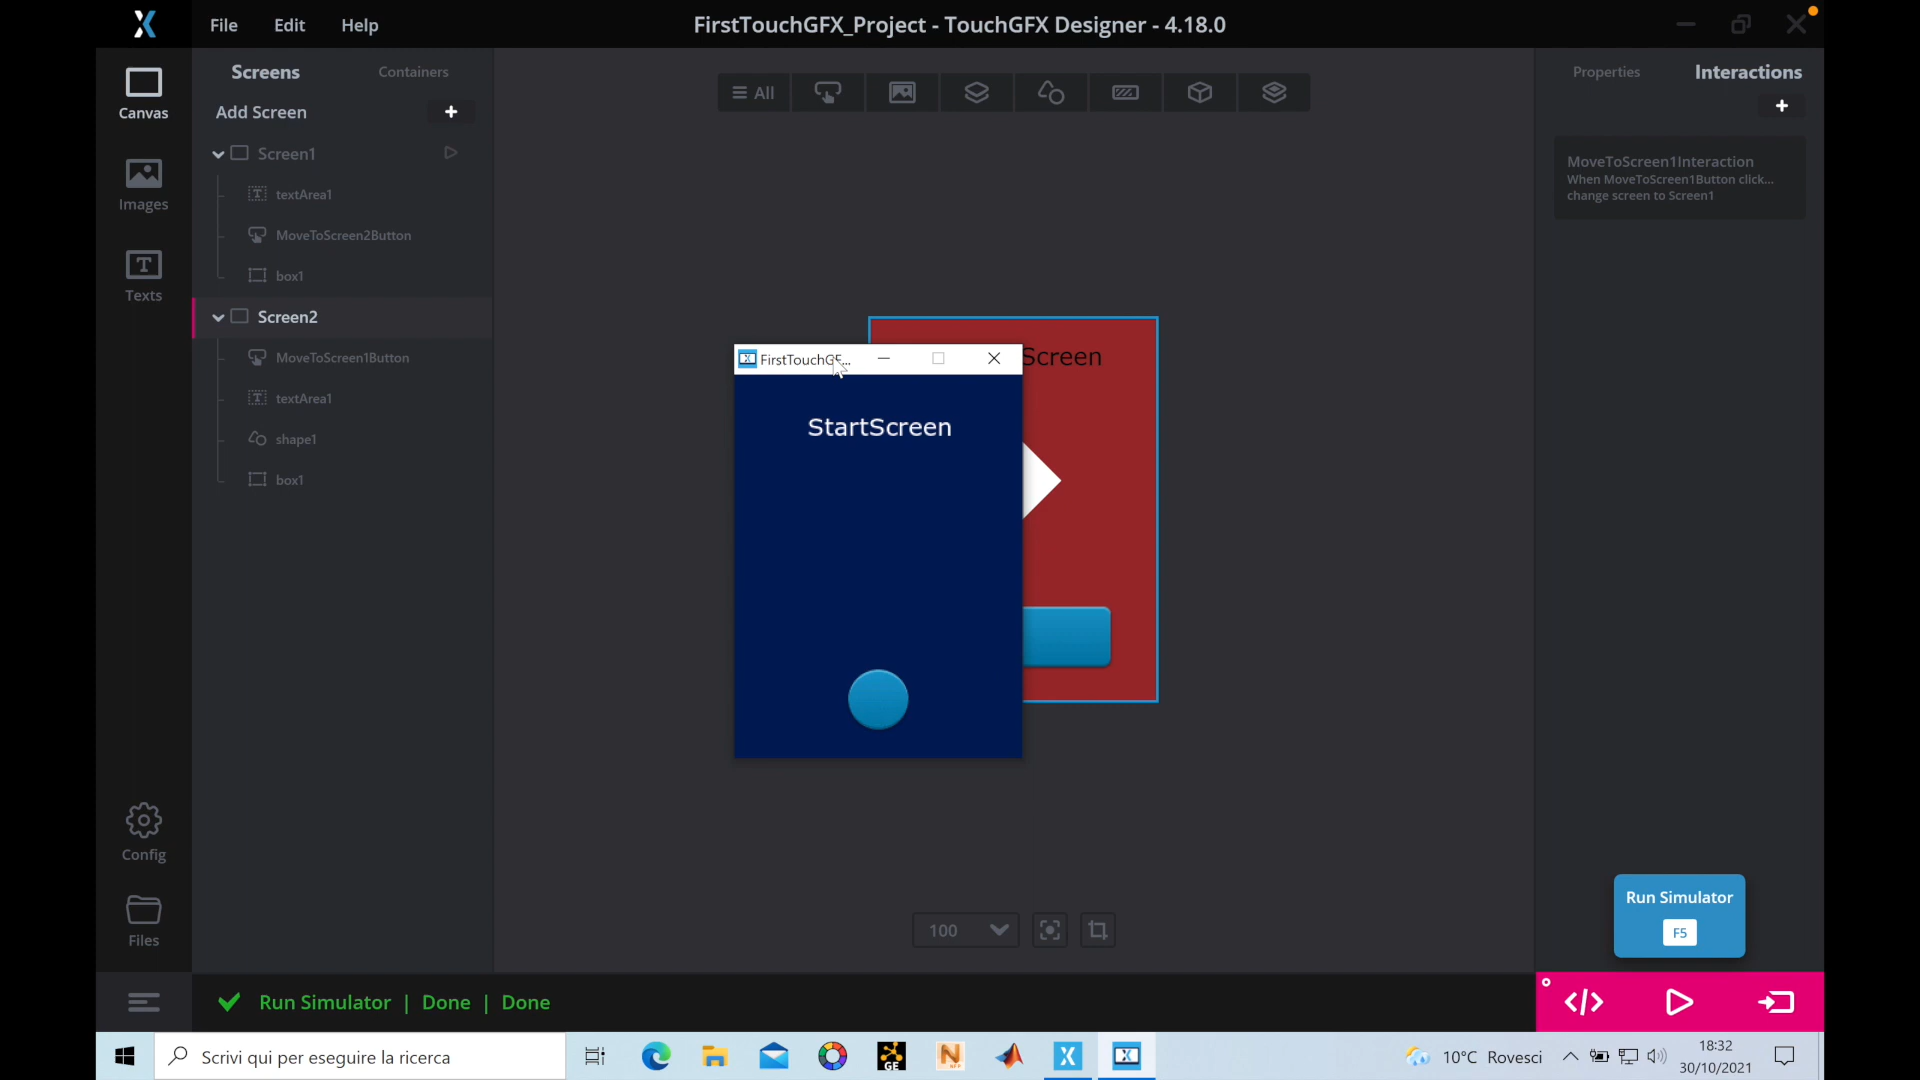 File Edit Help
FirstTouchGFX_Project - TouchGFX Designer - 4.18.0
Canvas
Images
Texts
Config
Files
Screens Containers
Add Screen
Screen1
textArea1
MoveToScreen2Button
box1
Screen2
MoveToScreen1Button
textArea1
shape1
box1
All
FirstTouchGF...
StartScreen
Screen
100
Properties Interactions
MoveToScreen1Interaction
When MoveToScreen1Button click...
change screen to Screen1
Run Simulator
F5
Run Simulator | Done | Done
Scrivi qui per eseguire la ricerca
GE
N
10°C Rovesci
18:32
30/10/2021